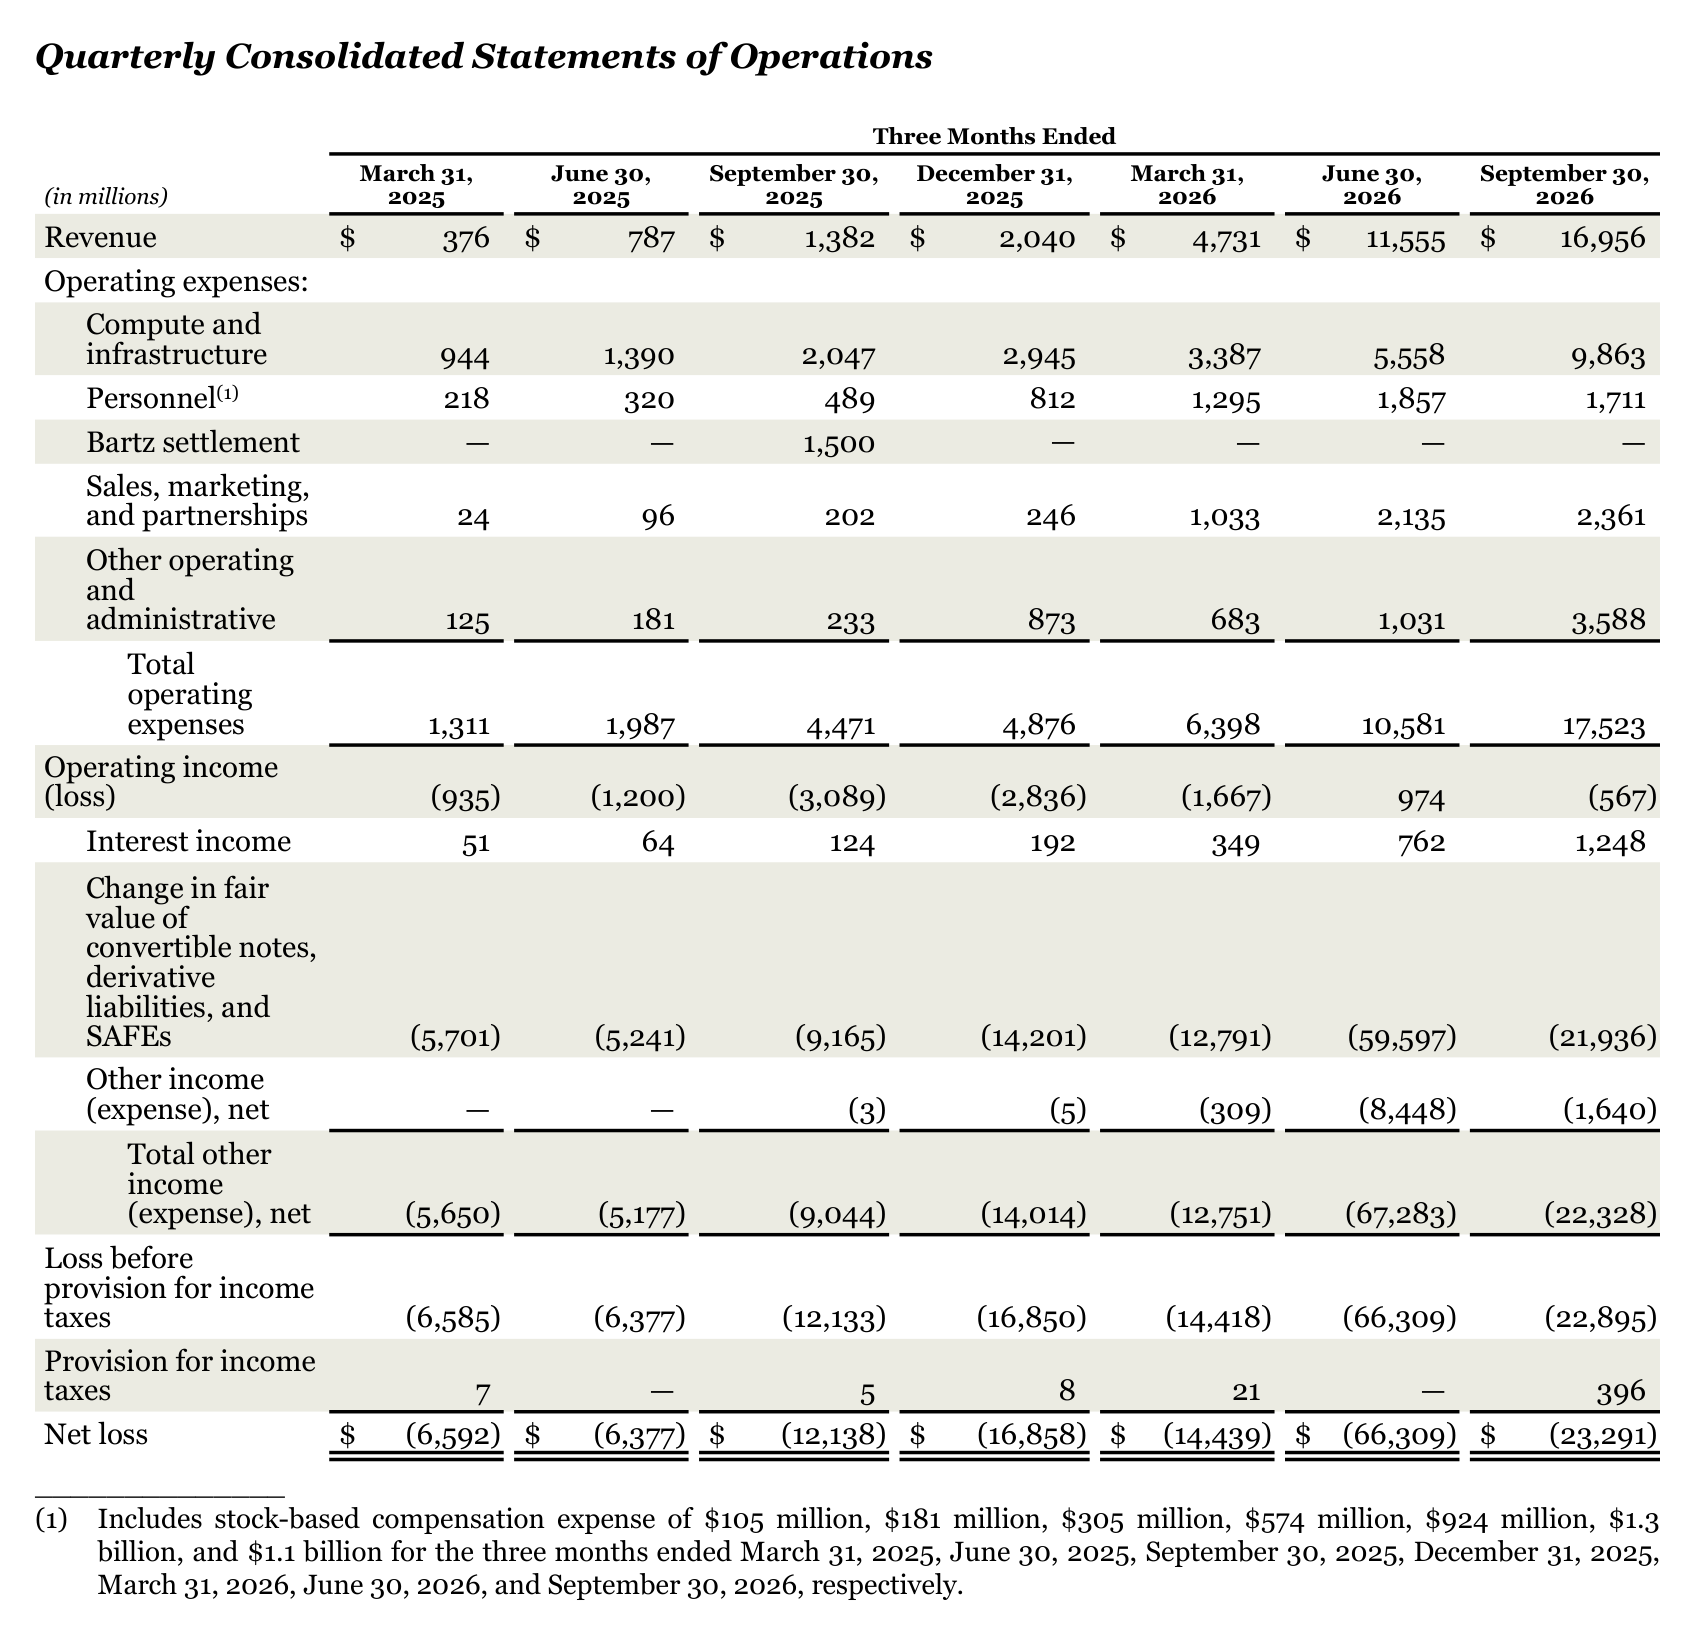 Quarterly Consolidated Statements of Operations
Three Months Ended
(in millions) March 31, 2025 June 30, 2025 September 30, 2025 December 31, 2025 March 31, 2026 June 30, 2026 September 30, 2026
Revenue $ 376 $ 787 $ 1,382 $ 2,040 $ 4,731 $ 11,555 $ 16,956
Operating expenses:
Compute and
infrastructure 944 1,390 2,047 2,945 3,387 5,558 9,863
Personnel(1) 218 320 489 812 1,295 1,857 1,711
Bartz settlement — — 1,500 — — — —
Sales, marketing,
and partnerships 24 96 202 246 1,033 2,135 2,361
Other operating
and
administrative 125 181 233 873 683 1,031 3,588
Total
operating
expenses 1,311 1,987 4,471 4,876 6,398 10,581 17,523
Operating income
(loss) (935) (1,200) (3,089) (2,836) (1,667) 974 (567)
Interest income 51 64 124 192 349 762 1,248
Change in fair
value of
convertible notes,
derivative
liabilities, and
SAFEs (5,701) (5,241) (9,165) (14,201) (12,791) (59,597) (21,936)
Other income
(expense), net — — (3) (5) (309) (8,448) (1,640)
Total other
income
(expense), net (5,650) (5,177) (9,044) (14,014) (12,751) (67,283) (22,328)
Loss before
provision for income
taxes (6,585) (6,377) (12,133) (16,850) (14,418) (66,309) (22,895)
Provision for income
taxes 7 — 5 8 21 — 396
Net loss $ (6,592) $ (6,377) $ (12,138) $ (16,858) $ (14,439) $ (66,309) $ (23,291)
(1) Includes stock-based compensation expense of $105 million, $181 million, $305 million, $574 million, $924 million, $1.3
billion, and $1.1 billion for the three months ended March 31, 2025, June 30, 2025, September 30, 2025, December 31, 2025,
March 31, 2026, June 30, 2026, and September 30, 2026, respectively.